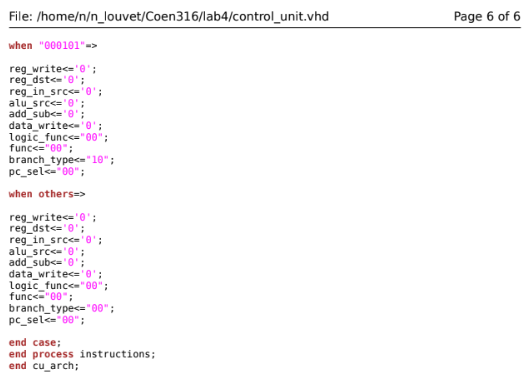 File: /home/n/n_louvet/Coen316/lab4/control_unit.vhd Page 6 of 6
when "000101"=>
reg_write<='0';
reg_dst<='0';
reg_in_src<='0';
alu_src<='0';
add_sub<='0';
data_write<='0';
logic_func<="00";
func<="00";
branch_type<="10";
pc_sel<="00";
when others=>
reg_write<='0';
reg_dst<='0';
reg_in_src<='0';
alu_src<='0';
add_sub<='0';
data_write<='0';
logic_func<="00";
func<="00";
branch_type<="00";
pc_sel<="00";
end case;
end process instructions;
end cu_arch;